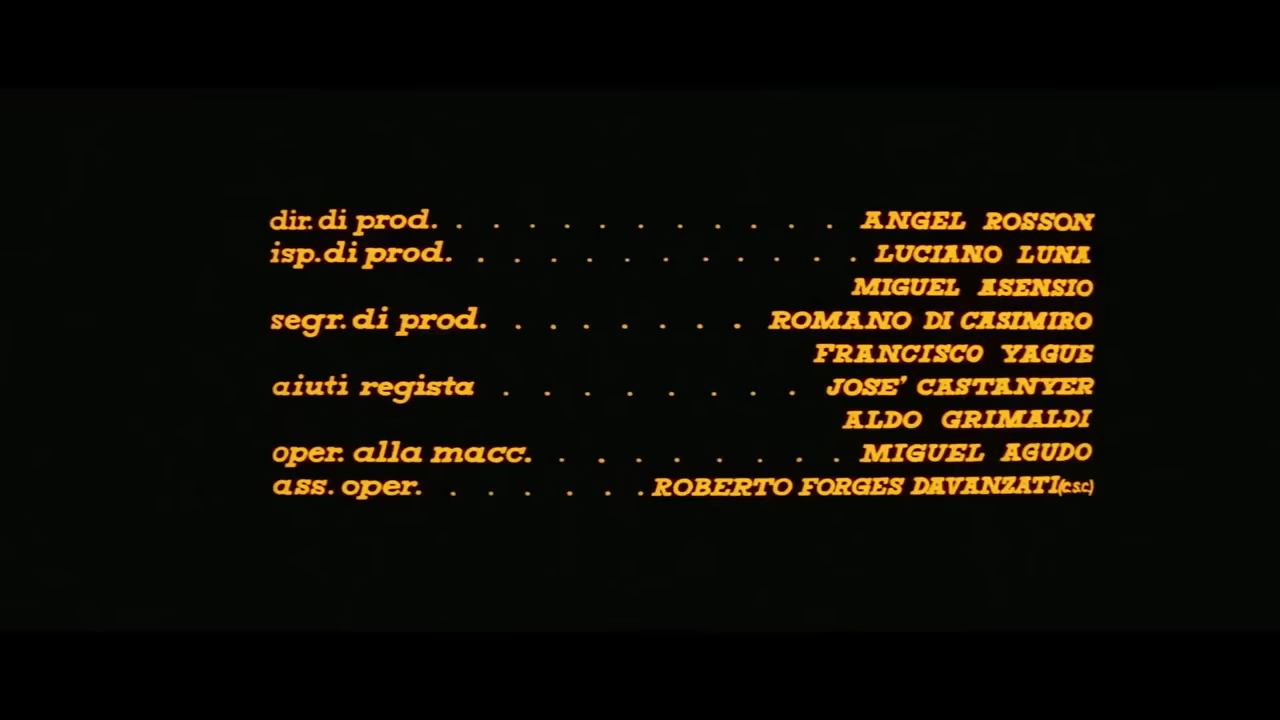 dir. di prod. . . . . . . . . . . . ANGEL ROSSON
isp. di prod. . . . . . . . . . . . LUCIANO LUNA
MIGUEL ASENSIO
segr. di prod. . . . . . . . ROMANO DI CASIMIRO
FRANCISCO YAGUE
aiuti regista . . . . . . . . JOSE' CASTANYER
ALDO GRIMALDI
oper. alla macc. . . . . . . . . MIGUEL AGUDO
ass. oper. . . . . . . ROBERTO FORGES DAVANZATI (c.s.c.)